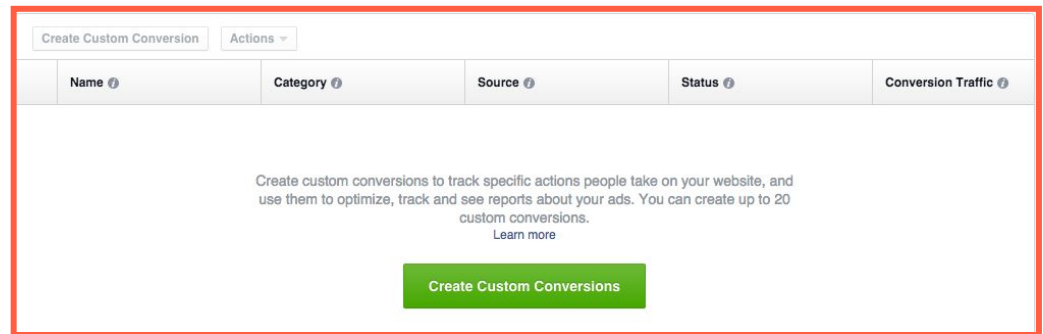 Create Custom Conversion Actions
Name Category Source Status Conversion Traffic
Create custom conversions to track specific actions people take on your website, and
use them to optimize, track and see reports about your ads. You can create up to 20
custom conversions.
Learn more
Create Custom Conversions